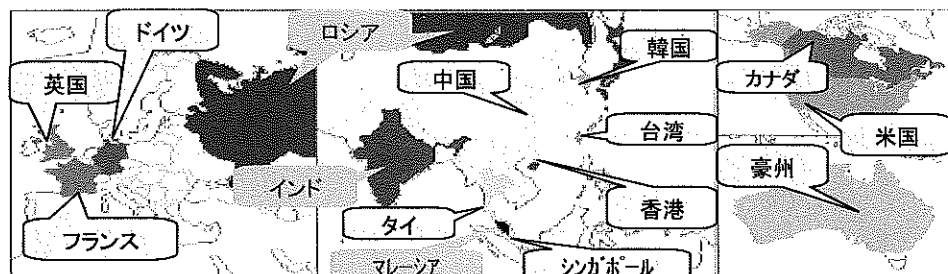 ドイツ
英国
フランス
ロシア
インド
中国
韓国
台湾
香港
タイ
マレーシア
シンガポール
カナダ
米国
豪州